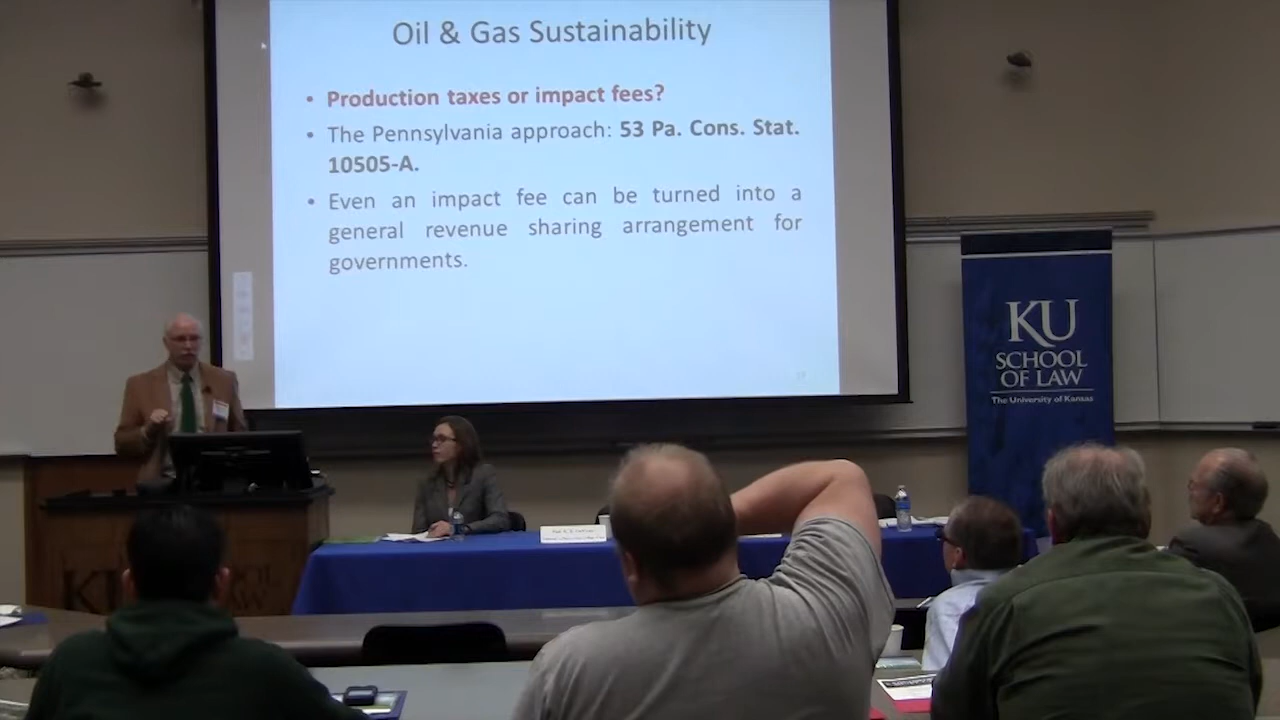 Oil & Gas Sustainability
• Production taxes or impact fees?
• The Pennsylvania approach: 53 Pa. Cons. Stat.
10505-A.
• Even an impact fee can be turned into a
general revenue sharing arrangement for
governments.
KU
SCHOOL
OF LAW
The University of Kansas
KU